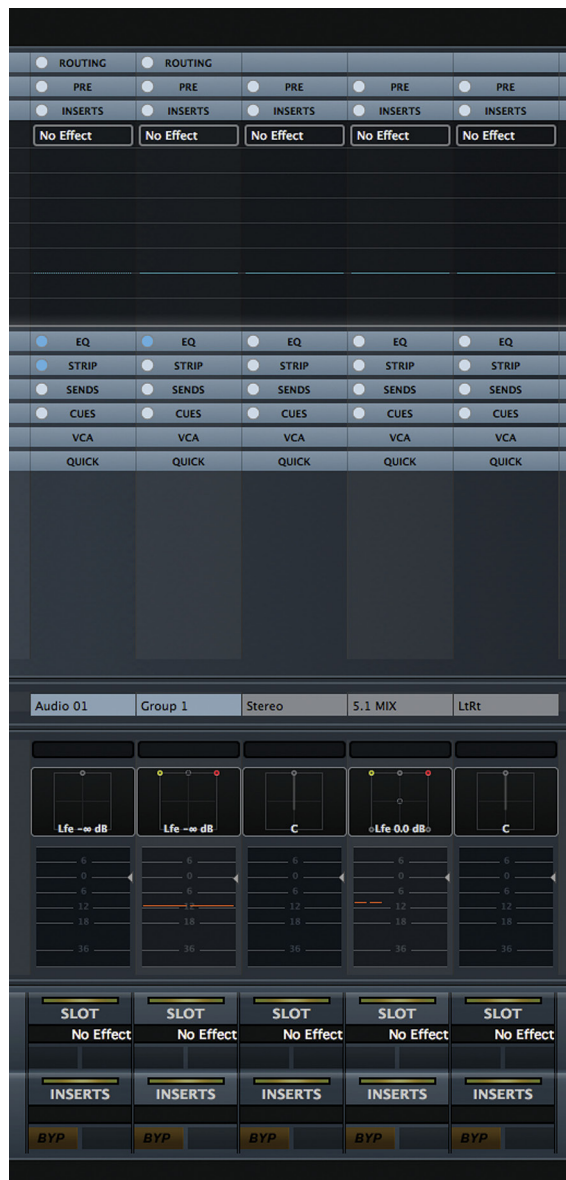 ROUTING ROUTING
PRE PRE PRE PRE PRE
INSERTS INSERTS INSERTS INSERTS INSERTS
No Effect No Effect No Effect No Effect No Effect
EQ EQ EQ EQ EQ
STRIP STRIP STRIP STRIP STRIP
SENDS SENDS SENDS SENDS SENDS
CUES CUES CUES CUES CUES
VCA VCA VCA VCA VCA
QUICK QUICK QUICK QUICK QUICK
Audio 01 Group 1 Stereo 5.1 MIX LtRt
Lfe -∞ dB Lfe -∞ dB C Lfe 0.0 dB C
6 6 6 6 6
0 0 0 0 0
6 6 6 6 6
12 12 12 12 12
18 18 18 18 18
36 36 36 36 36
SLOT SLOT SLOT SLOT SLOT
No Effect No Effect No Effect No Effect No Effect
INSERTS INSERTS INSERTS INSERTS INSERTS
BYP BYP BYP BYP BYP